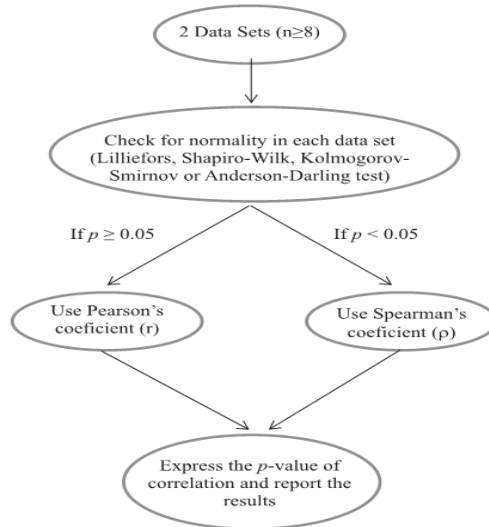 2 Data Sets (n≥8)
Check for normality in each data set
(Lilliefors, Shapiro-Wilk, Kolmogorov-
Smirnov or Anderson-Darling test)
If p ≥ 0.05
If p < 0.05
Use Pearson's
coeficient (r)
Use Spearman's
coeficient (ρ)
Express the p-value of
correlation and report the
results